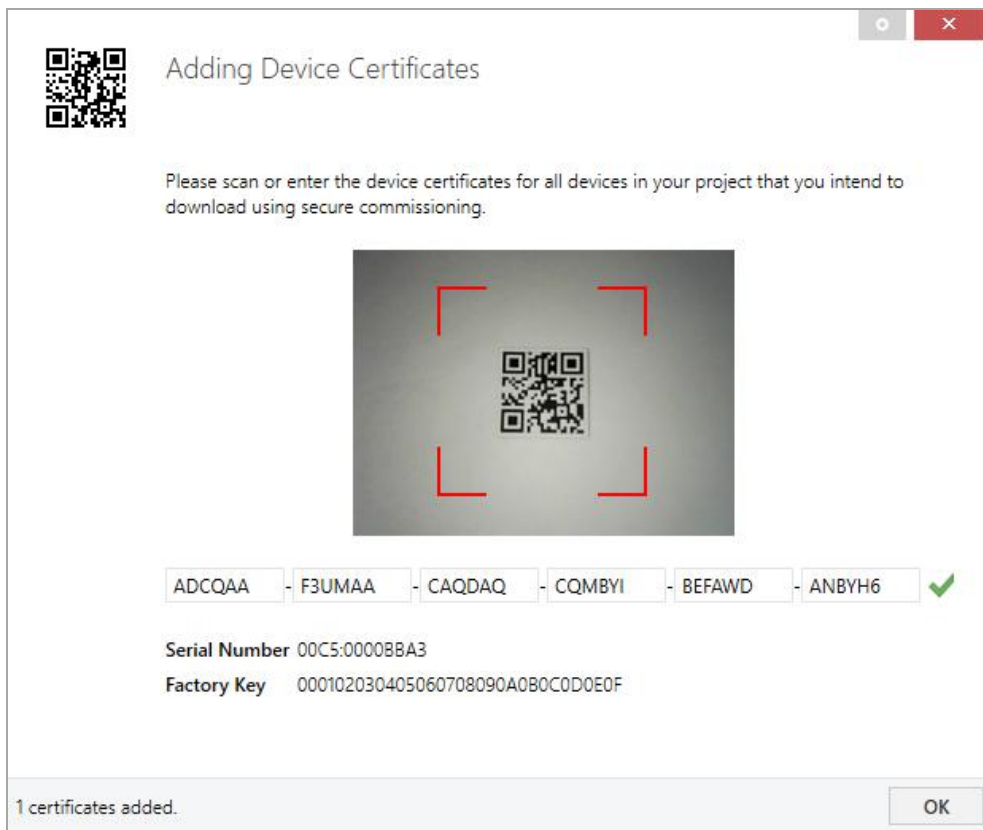 Adding Device Certificates
Please scan or enter the device certificates for all devices in your project that you intend to
download using secure commissioning.
ADCQAA - F3UMAA - CAQDAQ - CQMBYI - BEFAWD - ANBYH6
Serial Number 00C5:0000BBA3
Factory Key 000102030405060708090A0B0C0D0E0F
1 certificates added.
OK